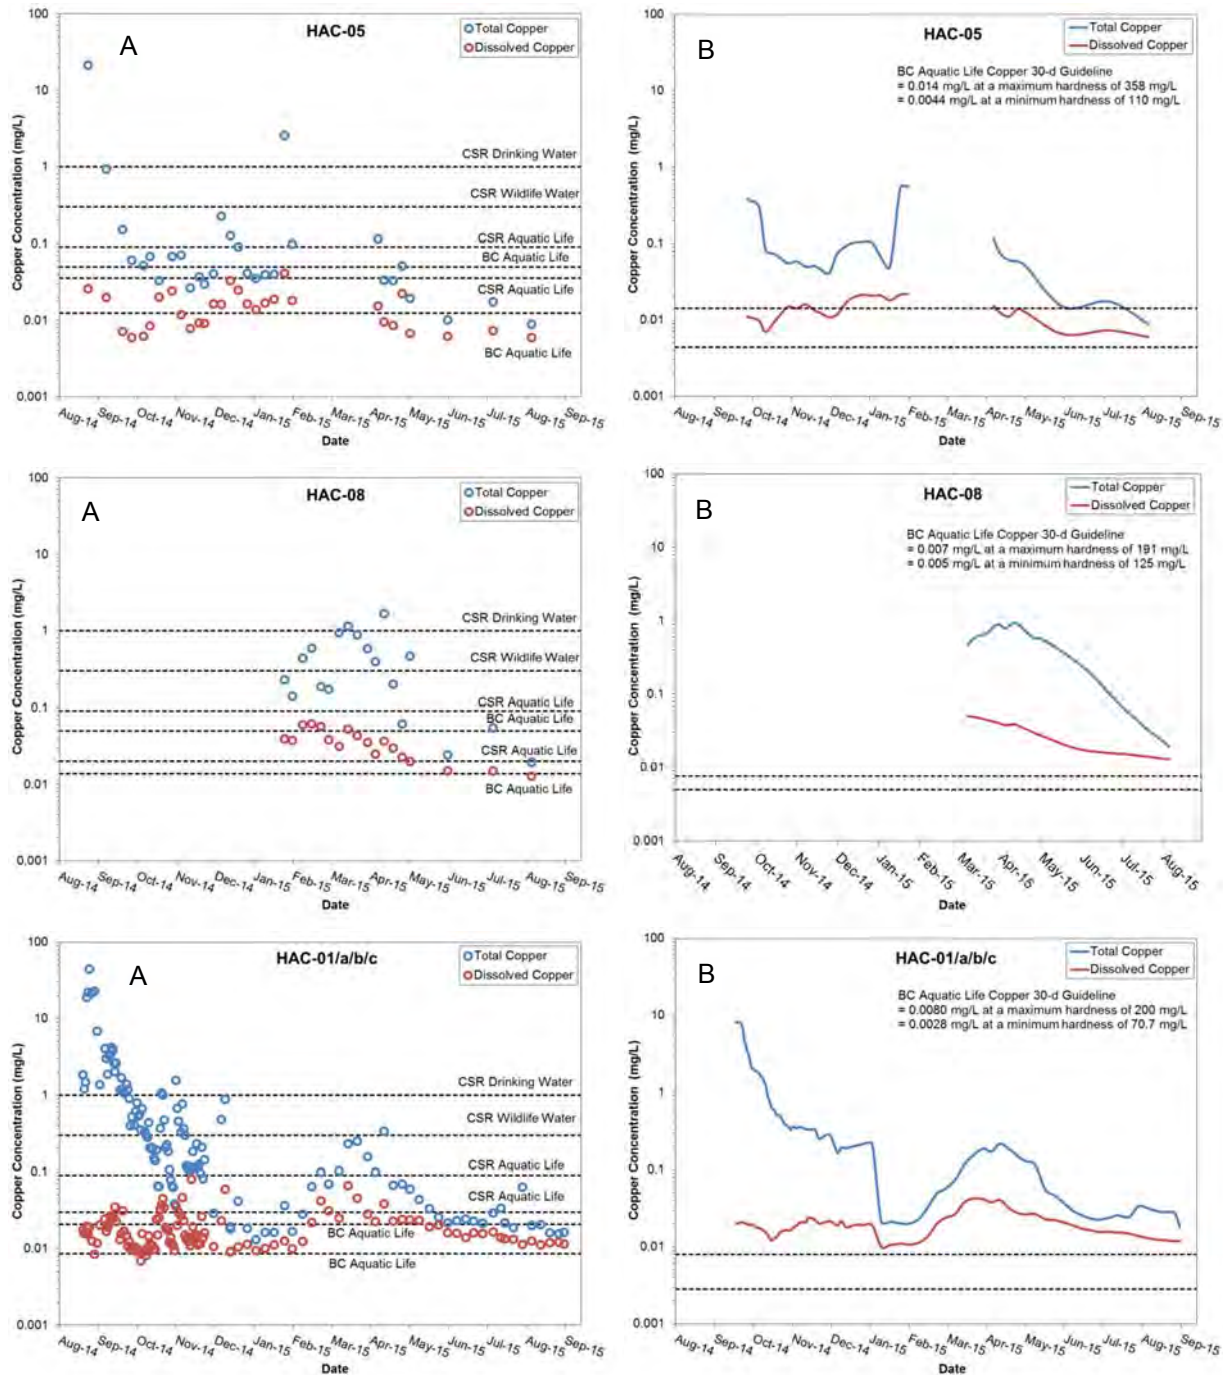 A
HAC-05
Total Copper
Dissolved Copper
Copper Concentration (mg/L)
100
10
1
0.1
0.01
0.001
CSR Drinking Water
CSR Wildlife Water
CSR Aquatic Life
BC Aquatic Life
CSR Aquatic Life
BC Aquatic Life
Aug-14 Sep-14 Oct-14 Nov-14 Dec-14 Jan-15 Feb-15 Mar-15 Apr-15 May-15 Jun-15 Jul-15 Aug-15 Sep-15
Date
B
HAC-05
Total Copper
Dissolved Copper
BC Aquatic Life Copper 30-d Guideline
= 0.014 mg/L at a maximum hardness of 358 mg/L
= 0.0044 mg/L at a minimum hardness of 110 mg/L
Copper Concentration (mg/L)
100
10
1
0.1
0.01
0.001
Aug-14 Sep-14 Oct-14 Nov-14 Dec-14 Jan-15 Feb-15 Mar-15 Apr-15 May-15 Jun-15 Jul-15 Aug-15 Sep-15
Date
A
HAC-08
Total Copper
Dissolved Copper
Copper Concentration (mg/L)
100
10
1
0.1
0.01
0.001
CSR Drinking Water
CSR Wildlife Water
CSR Aquatic Life
BC Aquatic Life
CSR Aquatic Life
BC Aquatic Life
Aug-14 Sep-14 Oct-14 Nov-14 Dec-14 Jan-15 Feb-15 Mar-15 Apr-15 May-15 Jun-15 Jul-15 Aug-15 Sep-15
Date
B
HAC-08
Total Copper
Dissolved Copper
BC Aquatic Life Copper 30-d Guideline
= 0.007 mg/L at a maximum hardness of 191 mg/L
= 0.005 mg/L at a minimum hardness of 125 mg/L
Copper Concentration (mg/L)
100
10
1
0.1
0.01
0.001
Aug-14 Sep-14 Oct-14 Nov-14 Dec-14 Jan-15 Feb-15 Mar-15 Apr-15 May-15 Jun-15 Jul-15 Aug-15
Date
A
HAC-01/a/b/c
Total Copper
Dissolved Copper
Copper Concentration (mg/L)
100
10
1
0.1
0.01
0.001
CSR Drinking Water
CSR Wildlife Water
CSR Aquatic Life
CSR Aquatic Life
BC Aquatic Life
BC Aquatic Life
Aug-14 Sep-14 Oct-14 Nov-14 Dec-14 Jan-15 Feb-15 Mar-15 Apr-15 May-15 Jun-15 Jul-15 Aug-15 Sep-15
Date
B
HAC-01/a/b/c
Total Copper
Dissolved Copper
BC Aquatic Life Copper 30-d Guideline
= 0.0080 mg/L at a maximum hardness of 200 mg/L
= 0.0028 mg/L at a minimum hardness of 70.7 mg/L
Copper Concentration (mg/L)
100
10
1
0.1
0.01
0.001
Aug-14 Sep-14 Oct-14 Nov-14 Dec-14 Jan-15 Feb-15 Mar-15 Apr-15 May-15 Jun-15 Jul-15 Aug-15 Sep-15
Date